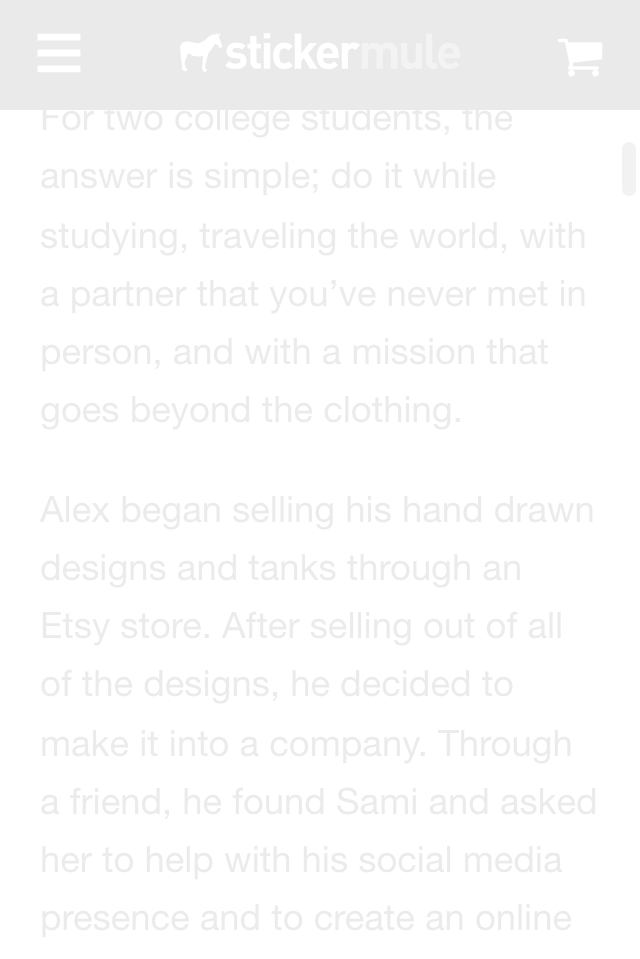 stickermule
For two college students, the
answer is simple; do it while
studying, traveling the world, with
a partner that you’ve never met in
person, and with a mission that
goes beyond the clothing.
Alex began selling his hand drawn
designs and tanks through an
Etsy store. After selling out of all
of the designs, he decided to
make it into a company. Through
a friend, he found Sami and asked
her to help with his social media
presence and to create an online